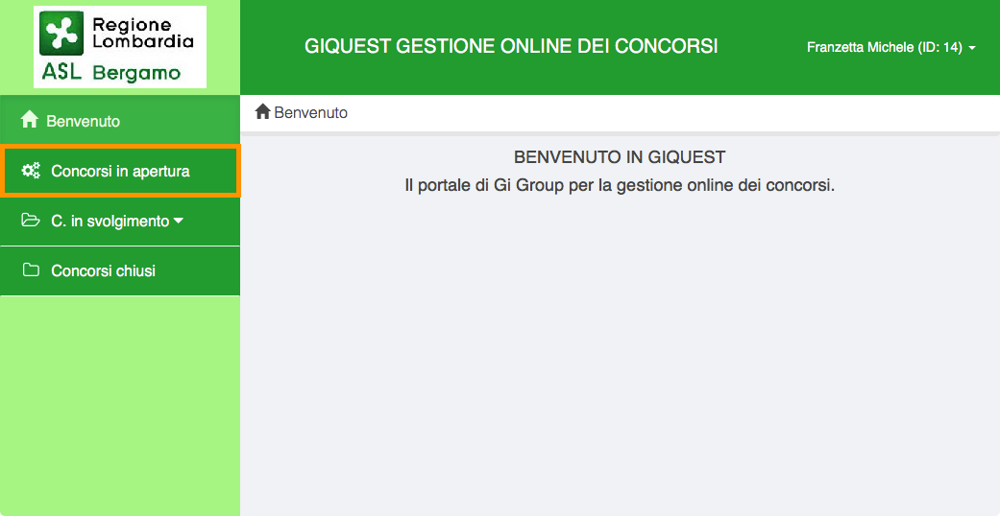 Regione
Lombardia
ASL Bergamo
GIQUEST GESTIONE ONLINE DEI CONCORSI
Franzetta Michele (ID: 14)
Benvenuto
Concorsi in apertura
C. in svolgimento
Concorsi chiusi
Benvenuto
BENVENUTO IN GIQUEST
Il portale di Gi Group per la gestione online dei concorsi.